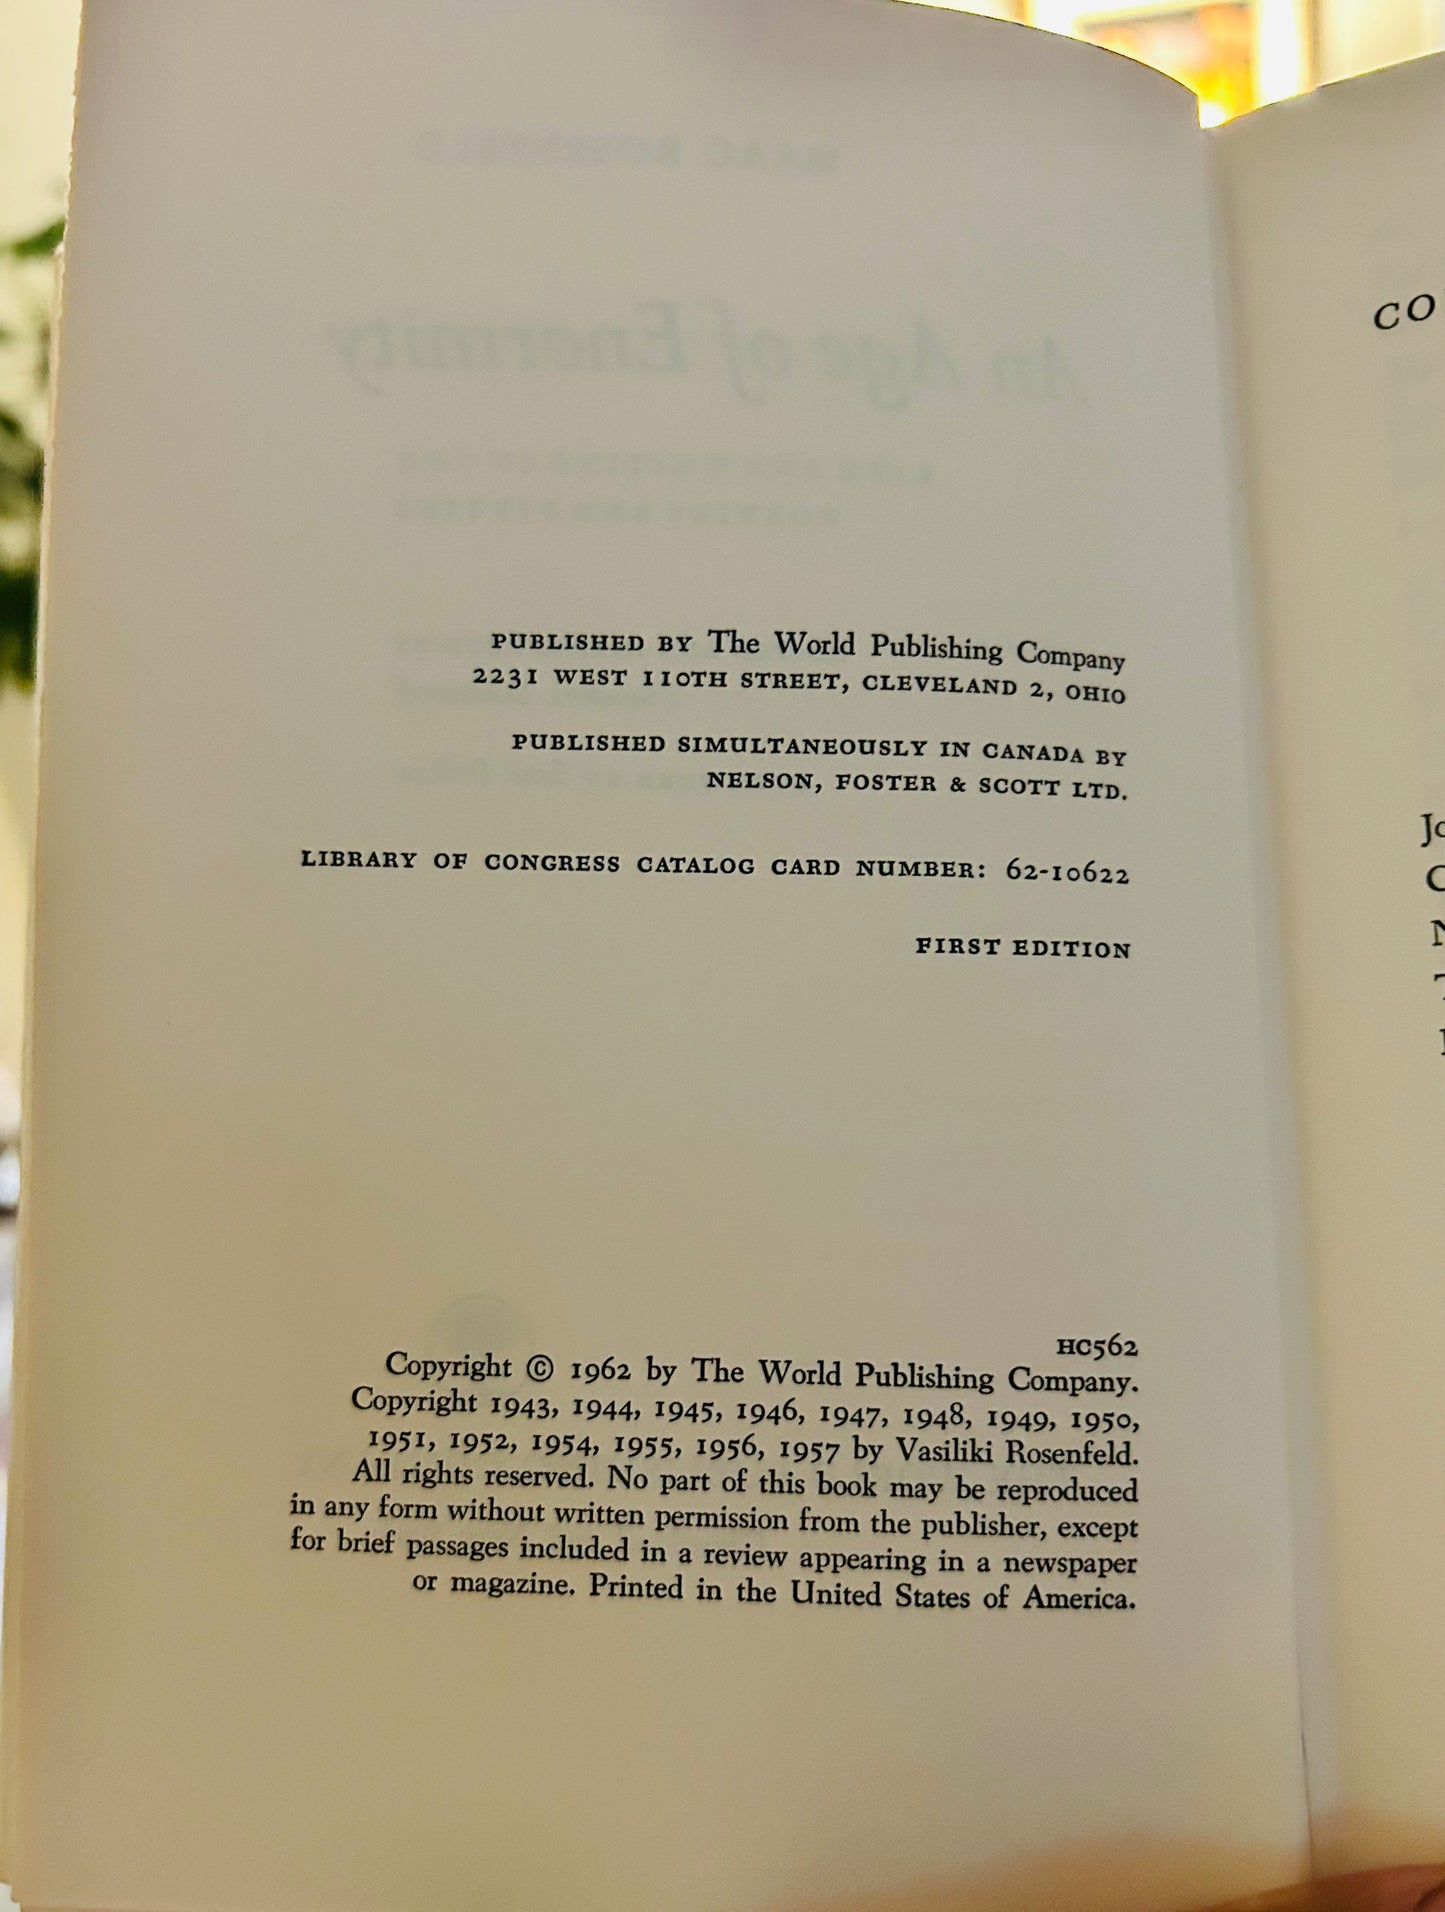 PUBLISHED BY The World Publishing Company
2231 WEST 110TH STREET, CLEVELAND 2, OHIO
PUBLISHED SIMULTANEOUSLY IN CANADA BY
NELSON, FOSTER & SCOTT LTD.
LIBRARY OF CONGRESS CATALOG CARD NUMBER: 62-10622
FIRST EDITION
HC562
Copyright © 1962 by The World Publishing Company.
Copyright 1943, 1944, 1945, 1946, 1947, 1948, 1949, 1950,
1951, 1952, 1954, 1955, 1956, 1957 by Vasiliki Rosenfeld.
All rights reserved. No part of this book may be reproduced
in any form without written permission from the publisher, except
for brief passages included in a review appearing in a newspaper
or magazine. Printed in the United States of America.
An Age of Enormity